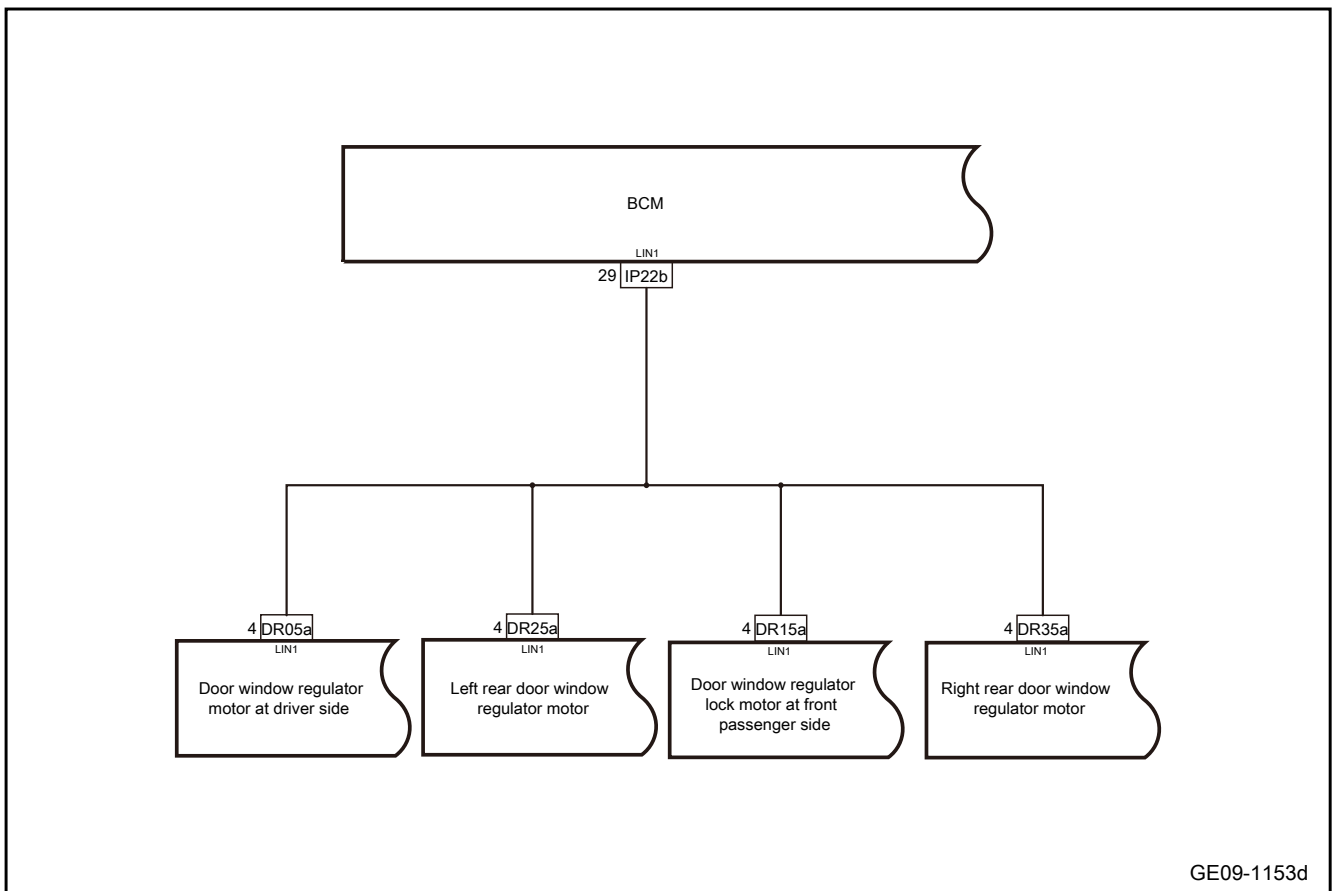 BCM
LIN1
29 IP22b
4 DR05a
LIN1
Door window regulator
motor at driver side
4 DR25a
LIN1
Left rear door window
regulator motor
4 DR15a
LIN1
Door window regulator
lock motor at front
passenger side
4 DR35a
LIN1
Right rear door window
regulator motor
GE09-1153d